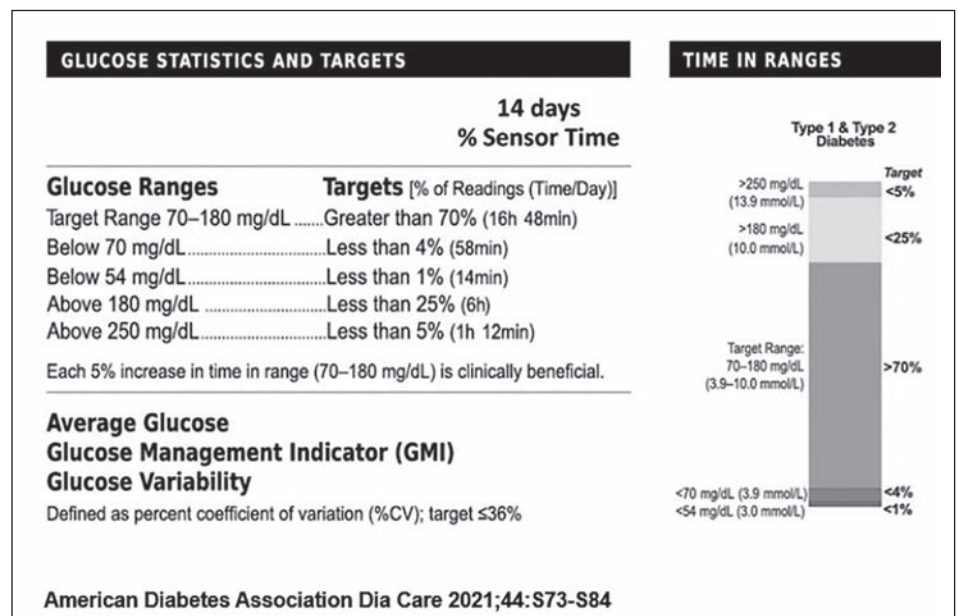 GLUCOSE STATISTICS AND TARGETS
14 days
% Sensor Time
Glucose Ranges Targets [% of Readings (Time/Day)]
Target Range 70–180 mg/dL ......Greater than 70% (16h 48min)
Below 70 mg/dL..............................Less than 4% (58min)
Below 54 mg/dL..............................Less than 1% (14min)
Above 180 mg/dL ..........................Less than 25% (6h)
Above 250 mg/dL...........................Less than 5% (1h 12min)
Each 5% increase in time in range (70–180 mg/dL) is clinically beneficial.
Average Glucose
Glucose Management Indicator (GMI)
Glucose Variability
Defined as percent coefficient of variation (%CV); target ≤36%
TIME IN RANGES
Type 1 & Type 2
Diabetes
Target
>250 mg/dL <5%
(13.9 mmol/L)
>180 mg/dL
(10.0 mmol/L) <25%
Target Range:
70–180 mg/dL >70%
(3.9–10.0 mmol/L)
<70 mg/dL (3.9 mmol/L) <4%
<54 mg/dL (3.0 mmol/L) <1%
American Diabetes Association Dia Care 2021;44:S73-S84